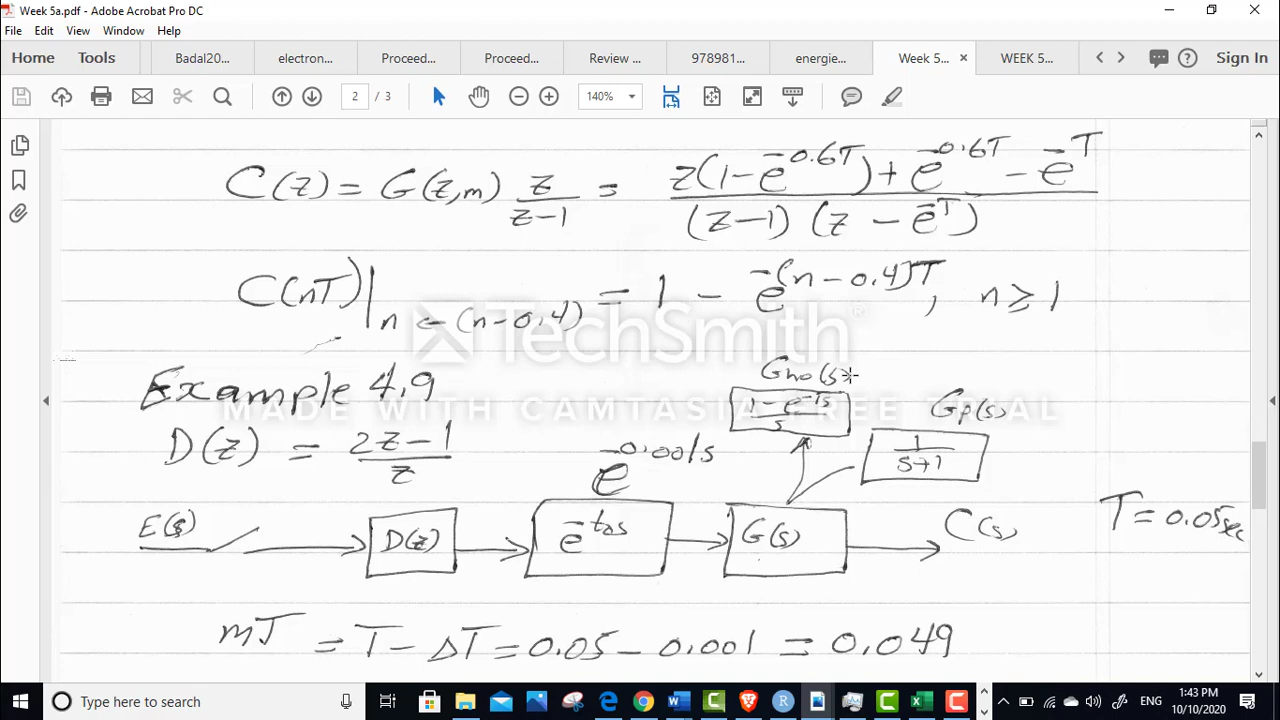 Week 5a.pdf - Adobe Acrobat Pro DC
File Edit View Window Help
Home Tools Badal20... electron... Proceed... Proceed... Review ... 978981... energie... Week 5... × WEEK 5... Sign In
2 / 3 140%
C(z) = G(z,m) z/(z-1) = (z(1-e^-0.6T) + e^-0.6T - e^-T)/((z-1)(z - e^-T))
C(nT)|n ← (n-0.4) = 1 - e^-(n-0.4)T, n ≥ 1
TechSmith®
MADE WITH CAMTASIA FREE TRIAL
Example 4.9
Gho(s)
(1-e^-Ts)/s
Gp(s)
1/(s+1)
D(z) = (2z-1)/z
e^-0.001s
E(s) D(z) e^-t0s G(s) C(s) T = 0.05 sec
mT = T - ΔT = 0.05 - 0.001 = 0.049
Type here to search
ENG
1:43 PM
10/10/2020